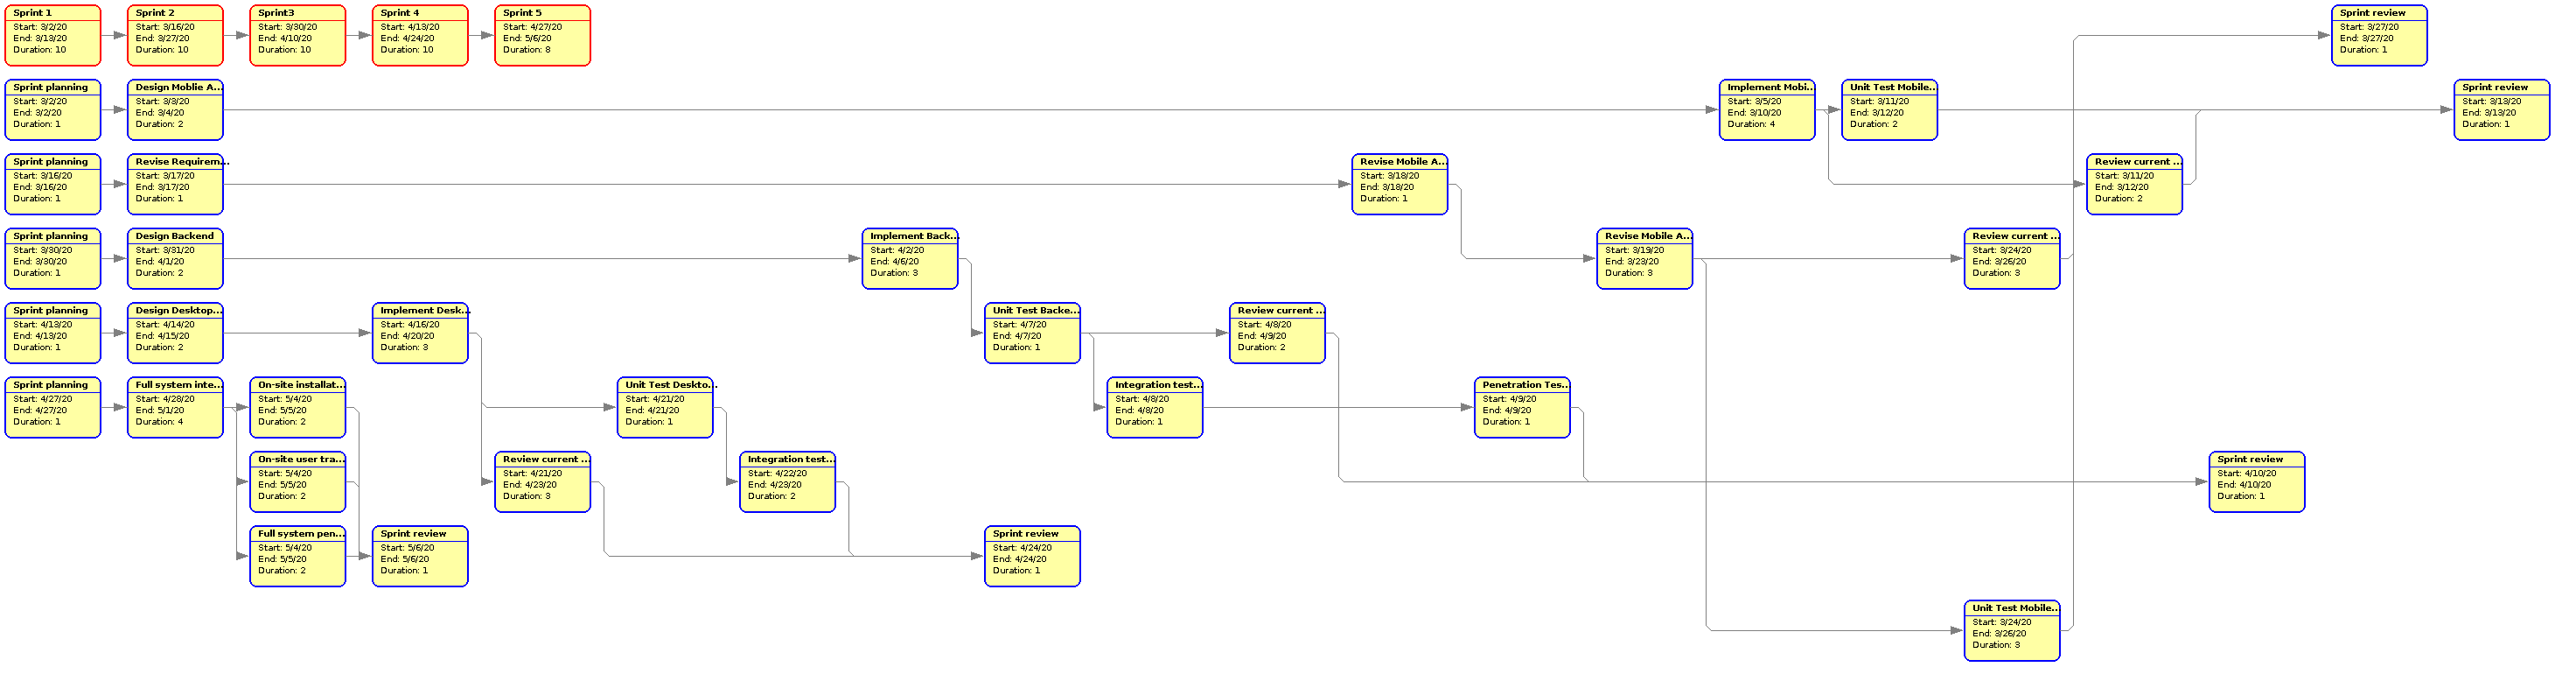 Sprint 1
Start: 3/2/20
End: 3/13/20
Duration: 10
Sprint 2
Start: 3/16/20
End: 3/27/20
Duration: 10
Sprint3
Start: 3/30/20
End: 4/10/20
Duration: 10
Sprint 4
Start: 4/13/20
End: 4/24/20
Duration: 10
Sprint 5
Start: 4/27/20
End: 5/6/20
Duration: 8
Sprint review
Start: 3/27/20
End: 3/27/20
Duration: 1
Sprint planning
Start: 3/2/20
End: 3/2/20
Duration: 1
Design Moblie A...
Start: 3/3/20
End: 3/4/20
Duration: 2
Implement Mobi...
Start: 3/5/20
End: 3/10/20
Duration: 4
Unit Test Mobile...
Start: 3/11/20
End: 3/12/20
Duration: 2
Sprint review
Start: 3/13/20
End: 3/13/20
Duration: 1
Sprint planning
Start: 3/16/20
End: 3/16/20
Duration: 1
Revise Requirem...
Start: 3/17/20
End: 3/17/20
Duration: 1
Revise Mobile A...
Start: 3/18/20
End: 3/18/20
Duration: 1
Review current ...
Start: 3/11/20
End: 3/12/20
Duration: 2
Sprint planning
Start: 3/30/20
End: 3/30/20
Duration: 1
Design Backend
Start: 3/31/20
End: 4/1/20
Duration: 2
Implement Back...
Start: 4/2/20
End: 4/6/20
Duration: 3
Revise Mobile A...
Start: 3/19/20
End: 3/23/20
Duration: 3
Review current ...
Start: 3/24/20
End: 3/26/20
Duration: 3
Sprint planning
Start: 4/13/20
End: 4/13/20
Duration: 1
Design Desktop...
Start: 4/14/20
End: 4/15/20
Duration: 2
Implement Desk...
Start: 4/16/20
End: 4/20/20
Duration: 3
Unit Test Backe...
Start: 4/7/20
End: 4/7/20
Duration: 1
Review current ...
Start: 4/8/20
End: 4/9/20
Duration: 2
Sprint planning
Start: 4/27/20
End: 4/27/20
Duration: 1
Full system inte...
Start: 4/28/20
End: 5/1/20
Duration: 4
On-site installat...
Start: 5/4/20
End: 5/5/20
Duration: 2
Unit Test Deskto...
Start: 4/21/20
End: 4/21/20
Duration: 1
Integration test...
Start: 4/8/20
End: 4/8/20
Duration: 1
Penetration Tes...
Start: 4/9/20
End: 4/9/20
Duration: 1
On-site user tra...
Start: 5/4/20
End: 5/5/20
Duration: 2
Review current ...
Start: 4/21/20
End: 4/23/20
Duration: 3
Integration test...
Start: 4/22/20
End: 4/23/20
Duration: 2
Sprint review
Start: 4/10/20
End: 4/10/20
Duration: 1
Full system pen...
Start: 5/4/20
End: 5/5/20
Duration: 2
Sprint review
Start: 5/6/20
End: 5/6/20
Duration: 1
Sprint review
Start: 4/24/20
End: 4/24/20
Duration: 1
Unit Test Mobile...
Start: 3/24/20
End: 3/26/20
Duration: 3